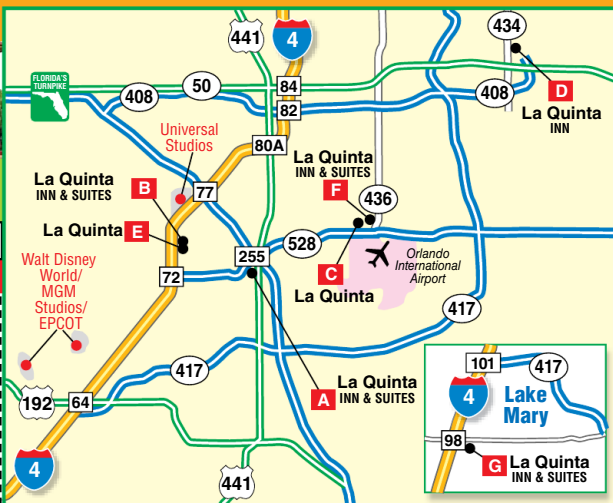 441
4
434
FLORIDA'S
TURNPIKE
408
50
84
82
408
D
La Quinta
INN
80A
Universal
Studios
La Quinta
INN & SUITES
B
77
La Quinta
INN & SUITES
F
436
La Quinta
E
528
255
Orlando
International
Airport
C
La Quinta
Walt Disney
World/
MGM
Studios/
EPCOT
72
417
417
La Quinta
INN & SUITES
A
192
64
4
441
101
417
4
Lake
Mary
98
G
La Quinta
INN & SUITES